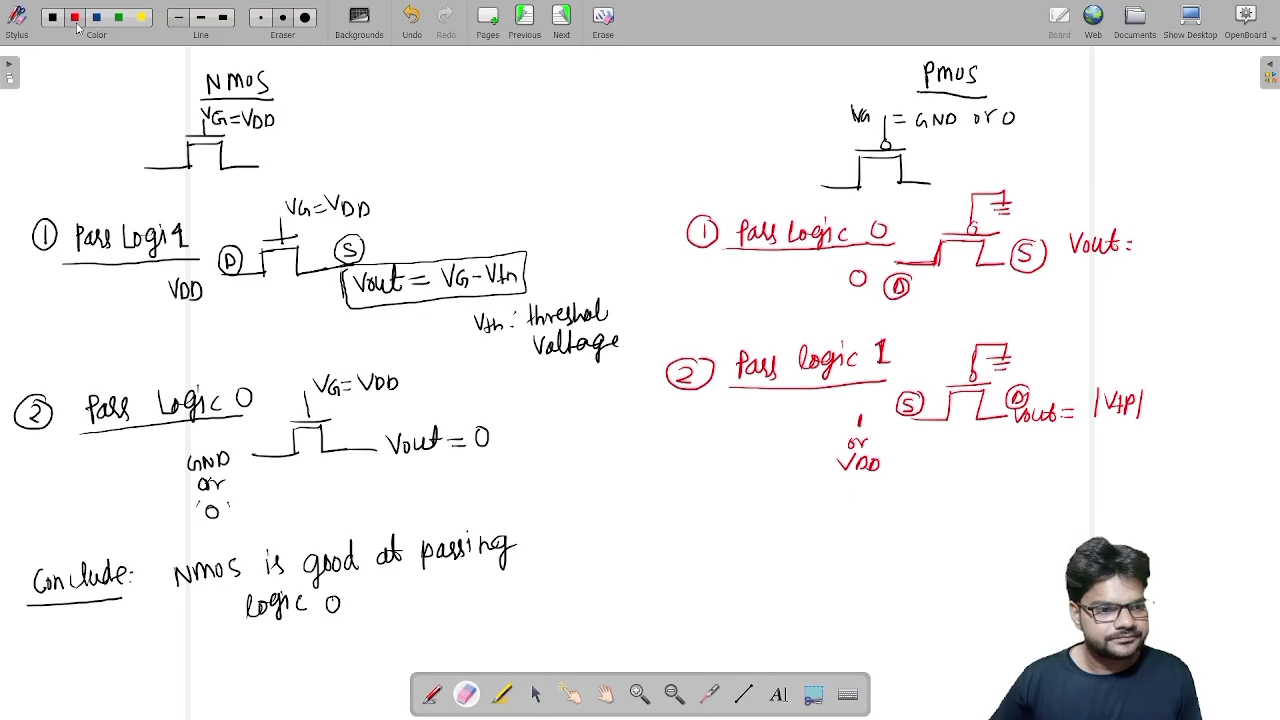 Stylus
Color
Line
Eraser
Backgrounds
Undo
Redo
Pages
Previous
Next
Erase
Board
Web
Documents
Show Desktop
OpenBoard
NMOS
VG=VDD
① Pass Logi1
VG=VDD
D
S
VDD
Vout = VG-Vtn
Vth: threshol
Voltage
② Pass Logic 0
VG=VDD
GND
or
'0'
Vout = 0
Conclude: NMOS is good at passing
logic 0
PMOS
VG = GND or 0
① Pass Logic 0
0
D
S
Vout=
② Pass logic 1
1
or
VDD
S
D
Vout= |VtP|
AI